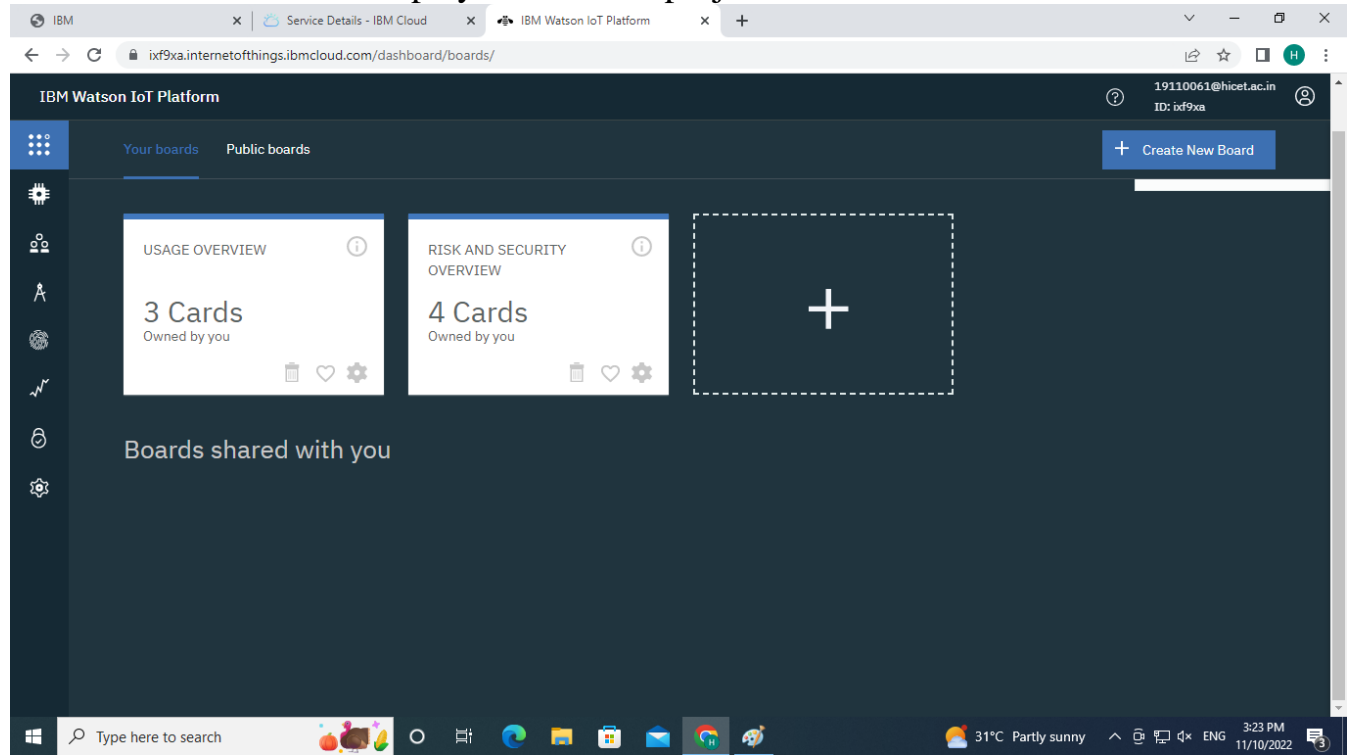 IBM
Service Details - IBM Cloud
IBM Watson IoT Platform
ixf9xa.internetofthings.ibmcloud.com/dashboard/boards/
H
IBM Watson IoT Platform
19110061@hicet.ac.in
ID: ixf9xa
Your boards
Public boards
Create New Board
USAGE OVERVIEW
3 Cards
Owned by you
RISK AND SECURITY
OVERVIEW
4 Cards
Owned by you
Boards shared with you
Type here to search
31°C Partly sunny
ENG
3:23 PM
11/10/2022
3